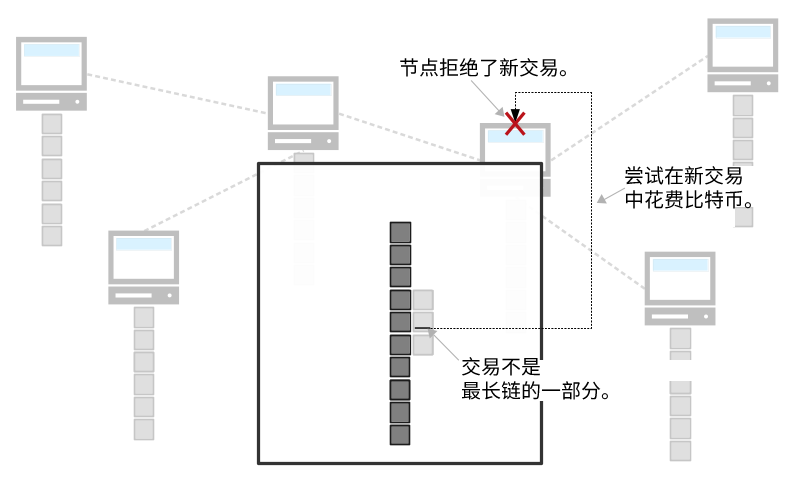 节点拒绝了新交易。
尝试在新交易
中花费比特币。
交易不是
最长链的一部分。